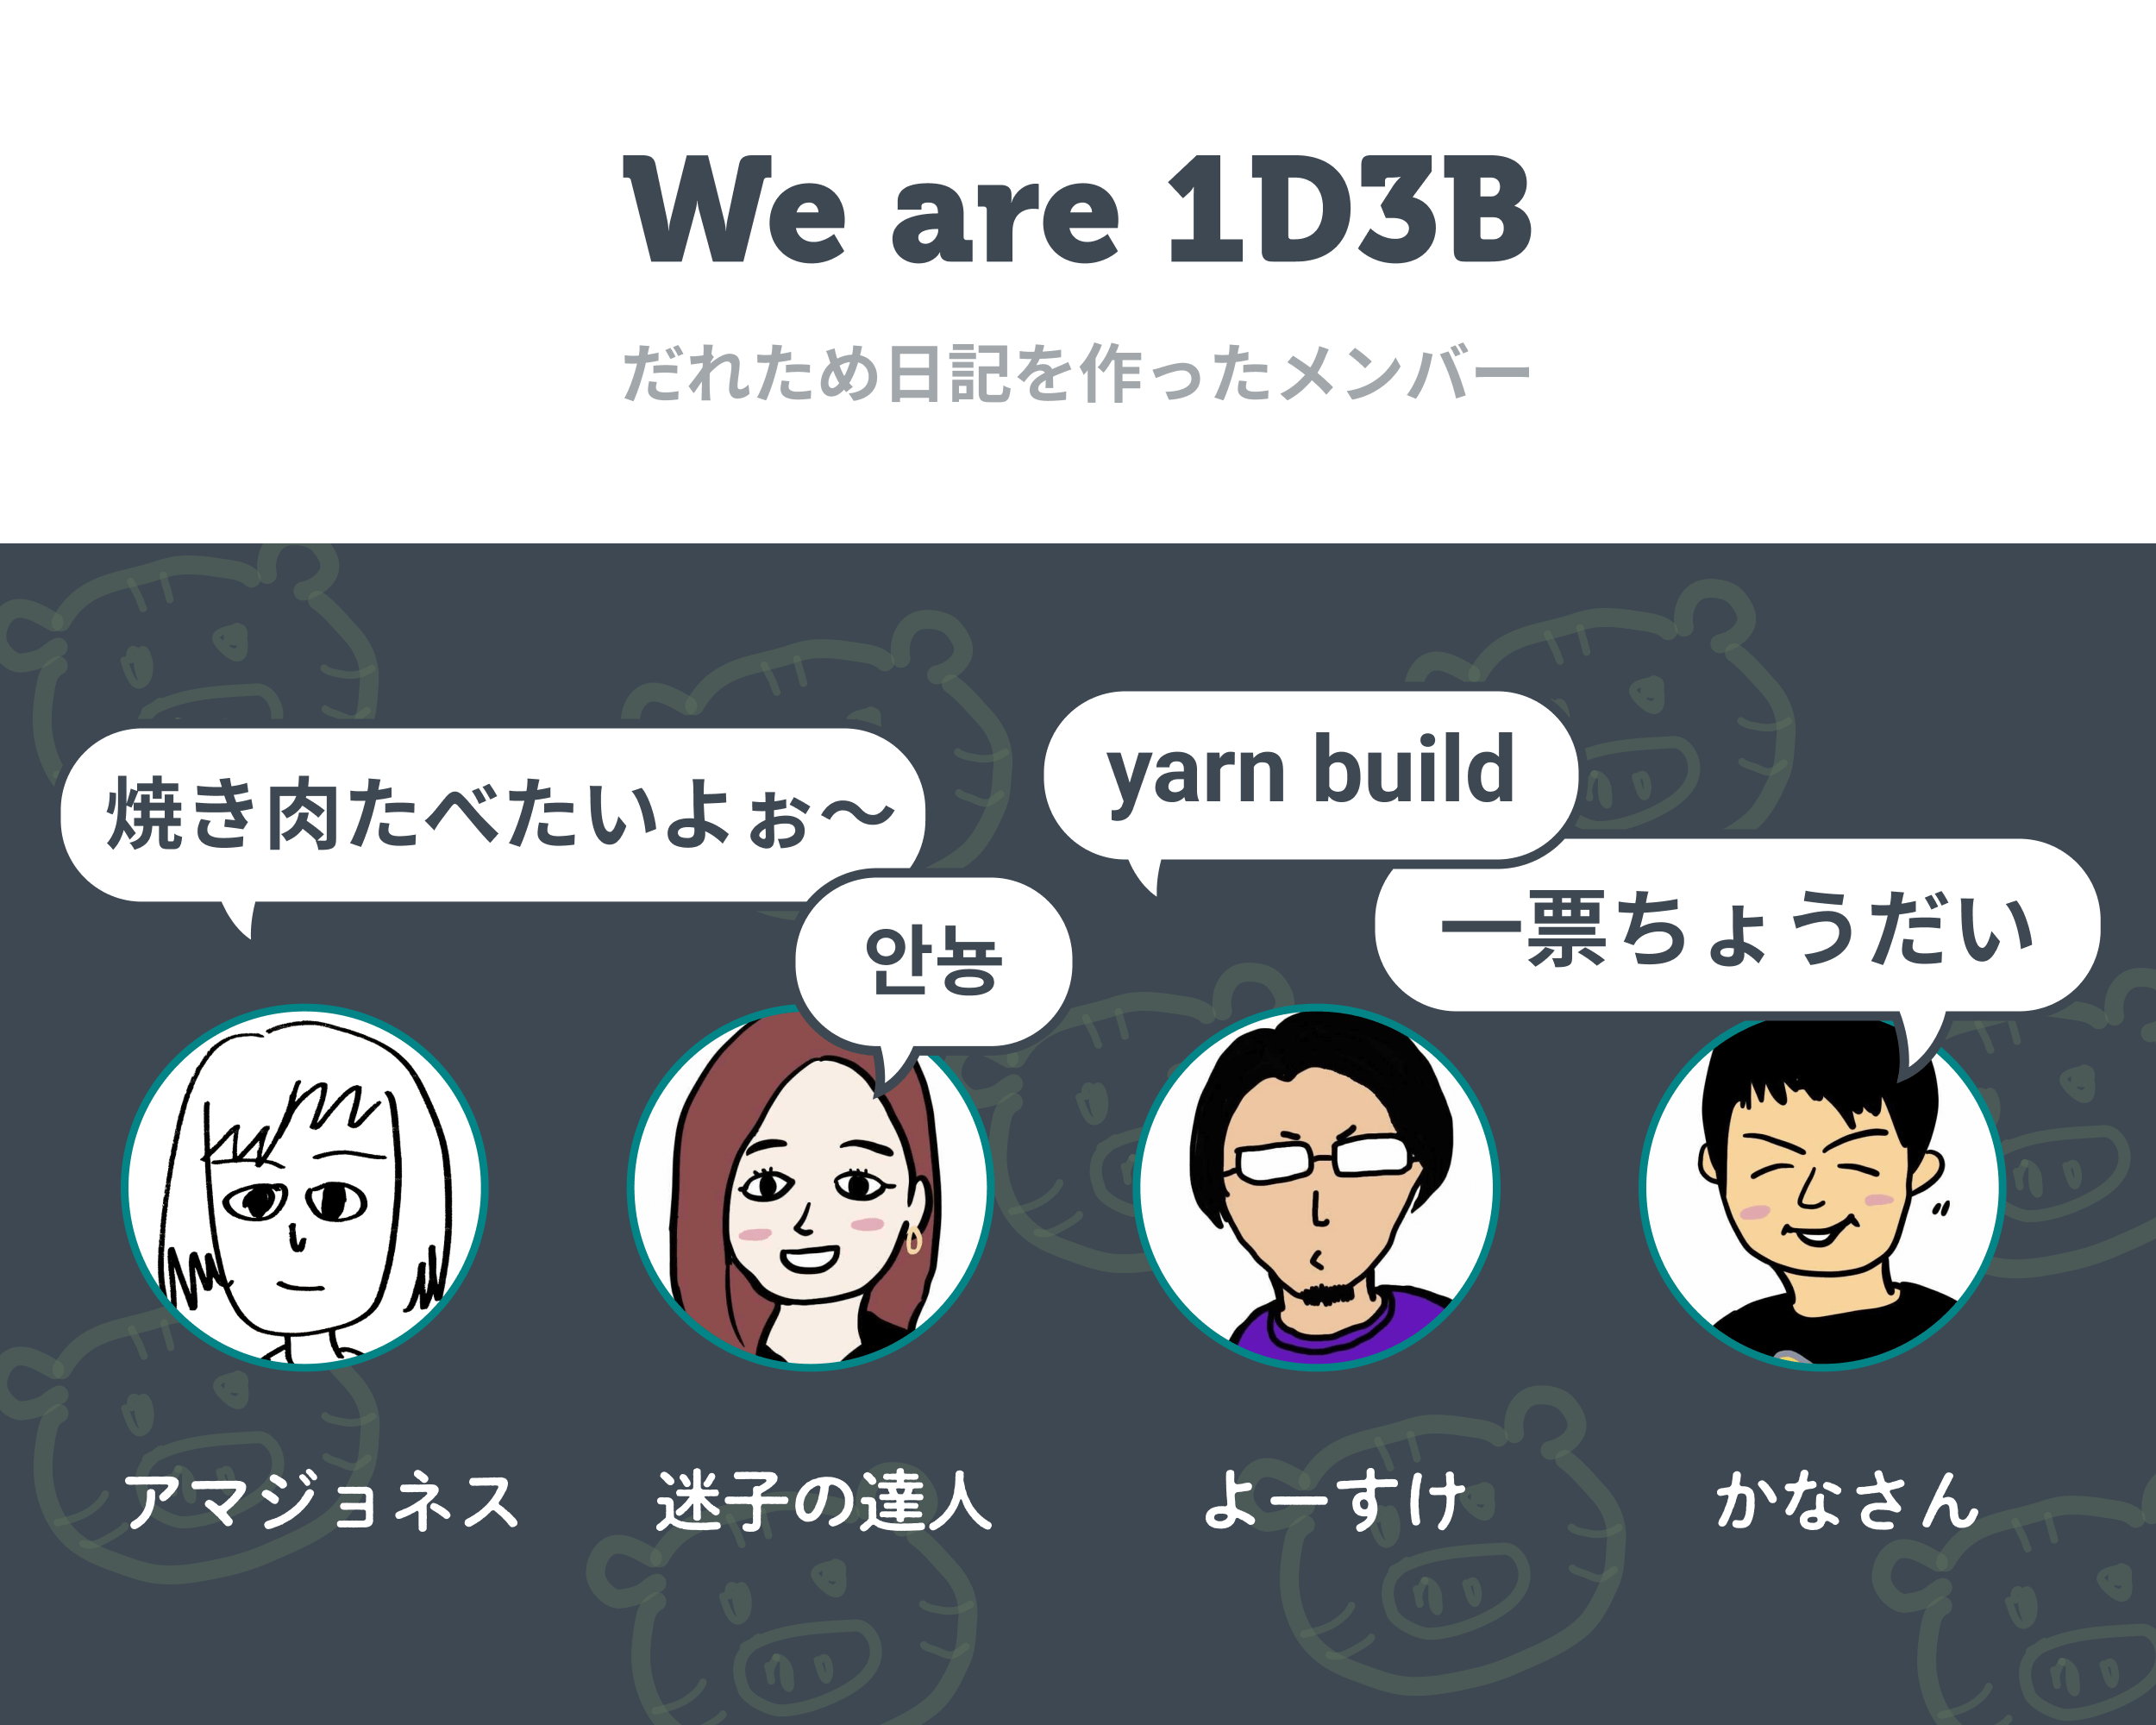 We are 1D3B
だれため日記を作ったメンバー
焼き肉たべたいよぉ〜
안뇽
yarn build
一票ちょうだい
アマジョネス
迷子の達人
よーすけ
かなさん